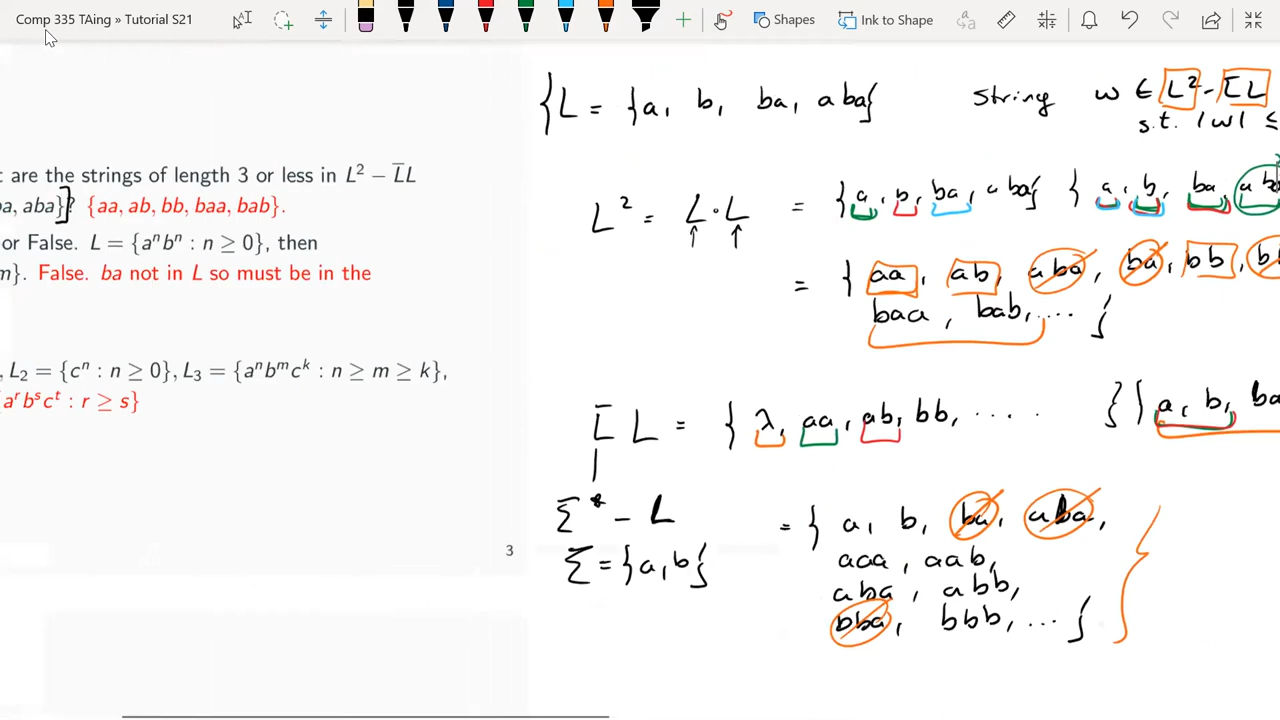 Comp 335 TAing » Tutorial S21
Shapes
Ink to Shape
t are the strings of length 3 or less in L² − L̅L
ba, aba}? {aa, ab, bb, baa, bab}.
or False. L = {aⁿbⁿ : n ≥ 0}, then
m}. False. ba not in L so must be in the
, L₂ = {cⁿ : n ≥ 0}, L₃ = {aⁿbᵐcᵏ : n ≥ m ≥ k},
{aʳbˢcᵗ : r ≥ s}
3
{L = {a, b, ba, aba} String w ∈ L² - L̅L
s.t. |w| ≤
L² = L·L = {a, b, ba, aba} {a, b, ba, ab
= {aa, ab, aba, ba, bb, b
baa, bab, .... }
L̅ L = {λ, aa, ab, bb, .... } {a, b, ba
Σ* - L = {a, b, ba, aba,
Σ = {a,b} aaa, aab,
aba, abb,
bba, bbb, ... }